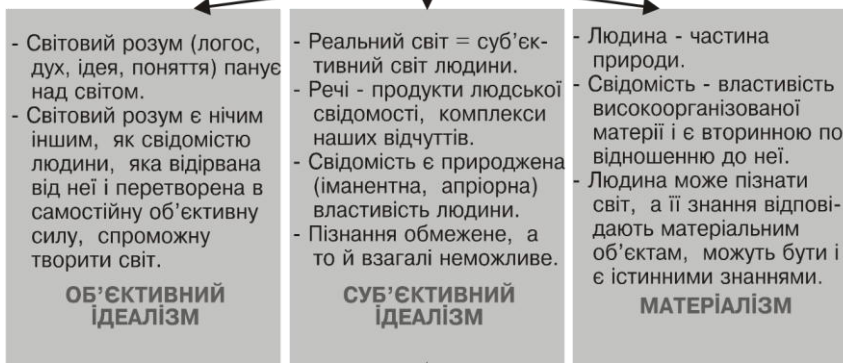 - Світовий розум (логос,
дух, ідея, поняття) панує
над світом.
- Світовий розум є нічим
іншим, як свідомістю
людини, яка відірвана
від неї і перетворена в
самостійну об’єктивну
силу, спроможну
творити світ.
ОБ’ЄКТИВНИЙ
ІДЕАЛІЗМ
- Реальний світ = суб’єк-
тивний світ людини.
- Речі - продукти людської
свідомості, комплекси
наших відчуттів.
- Свідомість є природжена
(іманентна, апріорна)
властивість людини.
- Пізнання обмежене, а
то й взагалі неможливе.
СУБ’ЄКТИВНИЙ
ІДЕАЛІЗМ
- Людина - частина
природи.
- Свідомість - властивість
високоорганізованої
матерії і є вторинною по
відношенню до неї.
- Людина може пізнати
світ, а її знання відпові-
дають матеріальним
об’єктам, можуть бути і
є істинними знаннями.
МАТЕРІАЛІЗМ